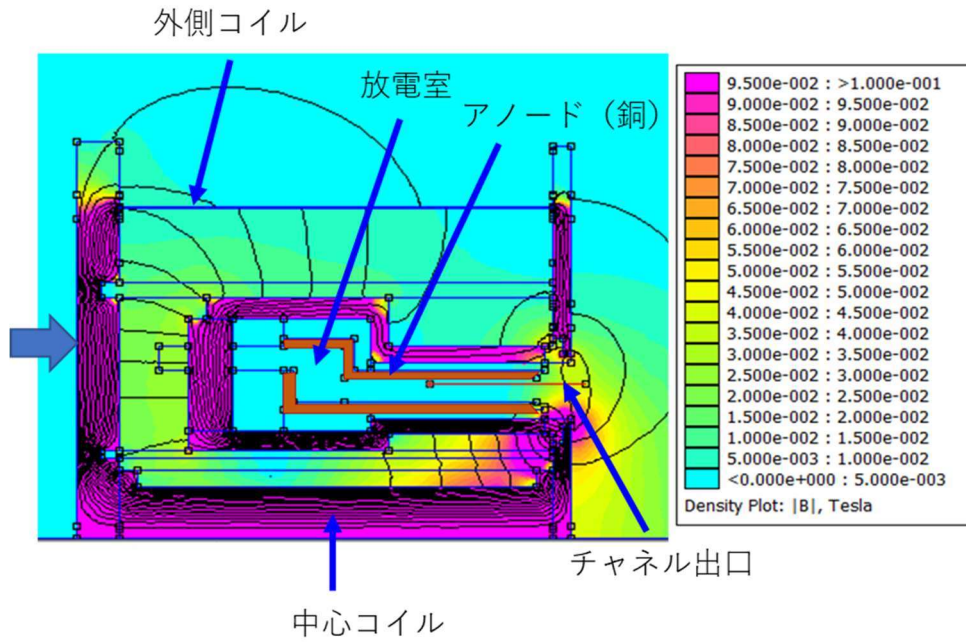 外側コイル
放電室
アノード（銅）
9.500e-002 : >1.000e-001
9.000e-002 : 9.500e-002
8.500e-002 : 9.000e-002
8.000e-002 : 8.500e-002
7.500e-002 : 8.000e-002
7.000e-002 : 7.500e-002
6.500e-002 : 7.000e-002
6.000e-002 : 6.500e-002
5.500e-002 : 6.000e-002
5.000e-002 : 5.500e-002
4.500e-002 : 5.000e-002
4.000e-002 : 4.500e-002
3.500e-002 : 4.000e-002
3.000e-002 : 3.500e-002
2.500e-002 : 3.000e-002
2.000e-002 : 2.500e-002
1.500e-002 : 2.000e-002
1.000e-002 : 1.500e-002
5.000e-003 : 1.000e-002
<0.000e+000 : 5.000e-003
Density Plot: |B|, Tesla
チャネル出口
中心コイル